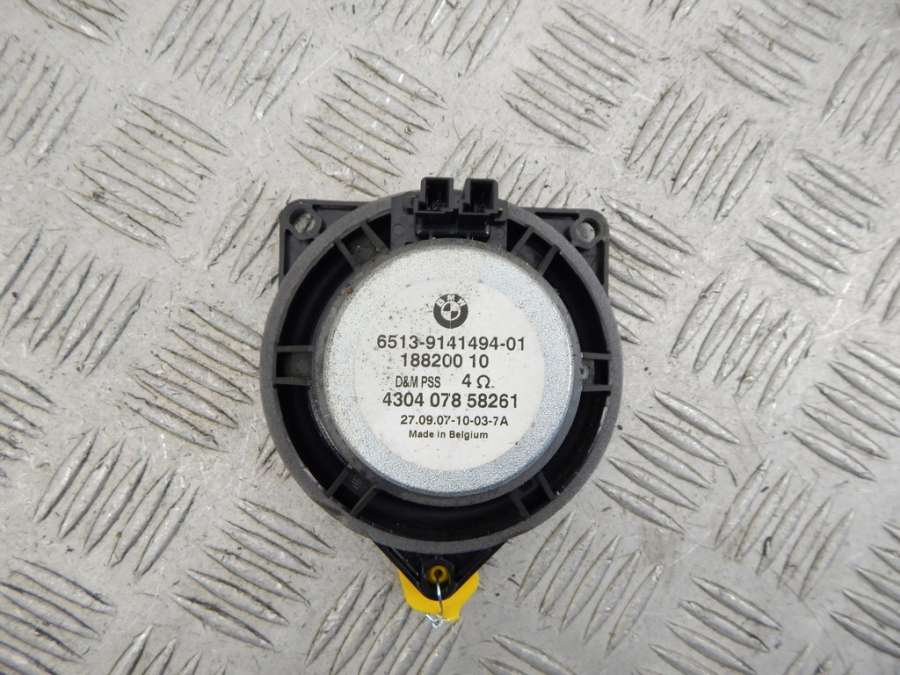 BMW
6513-9141494-01
188200 10
D&M PSS 4 Ω
4304 078 58261
27.09.07-10-03-7A
Made in Belgium